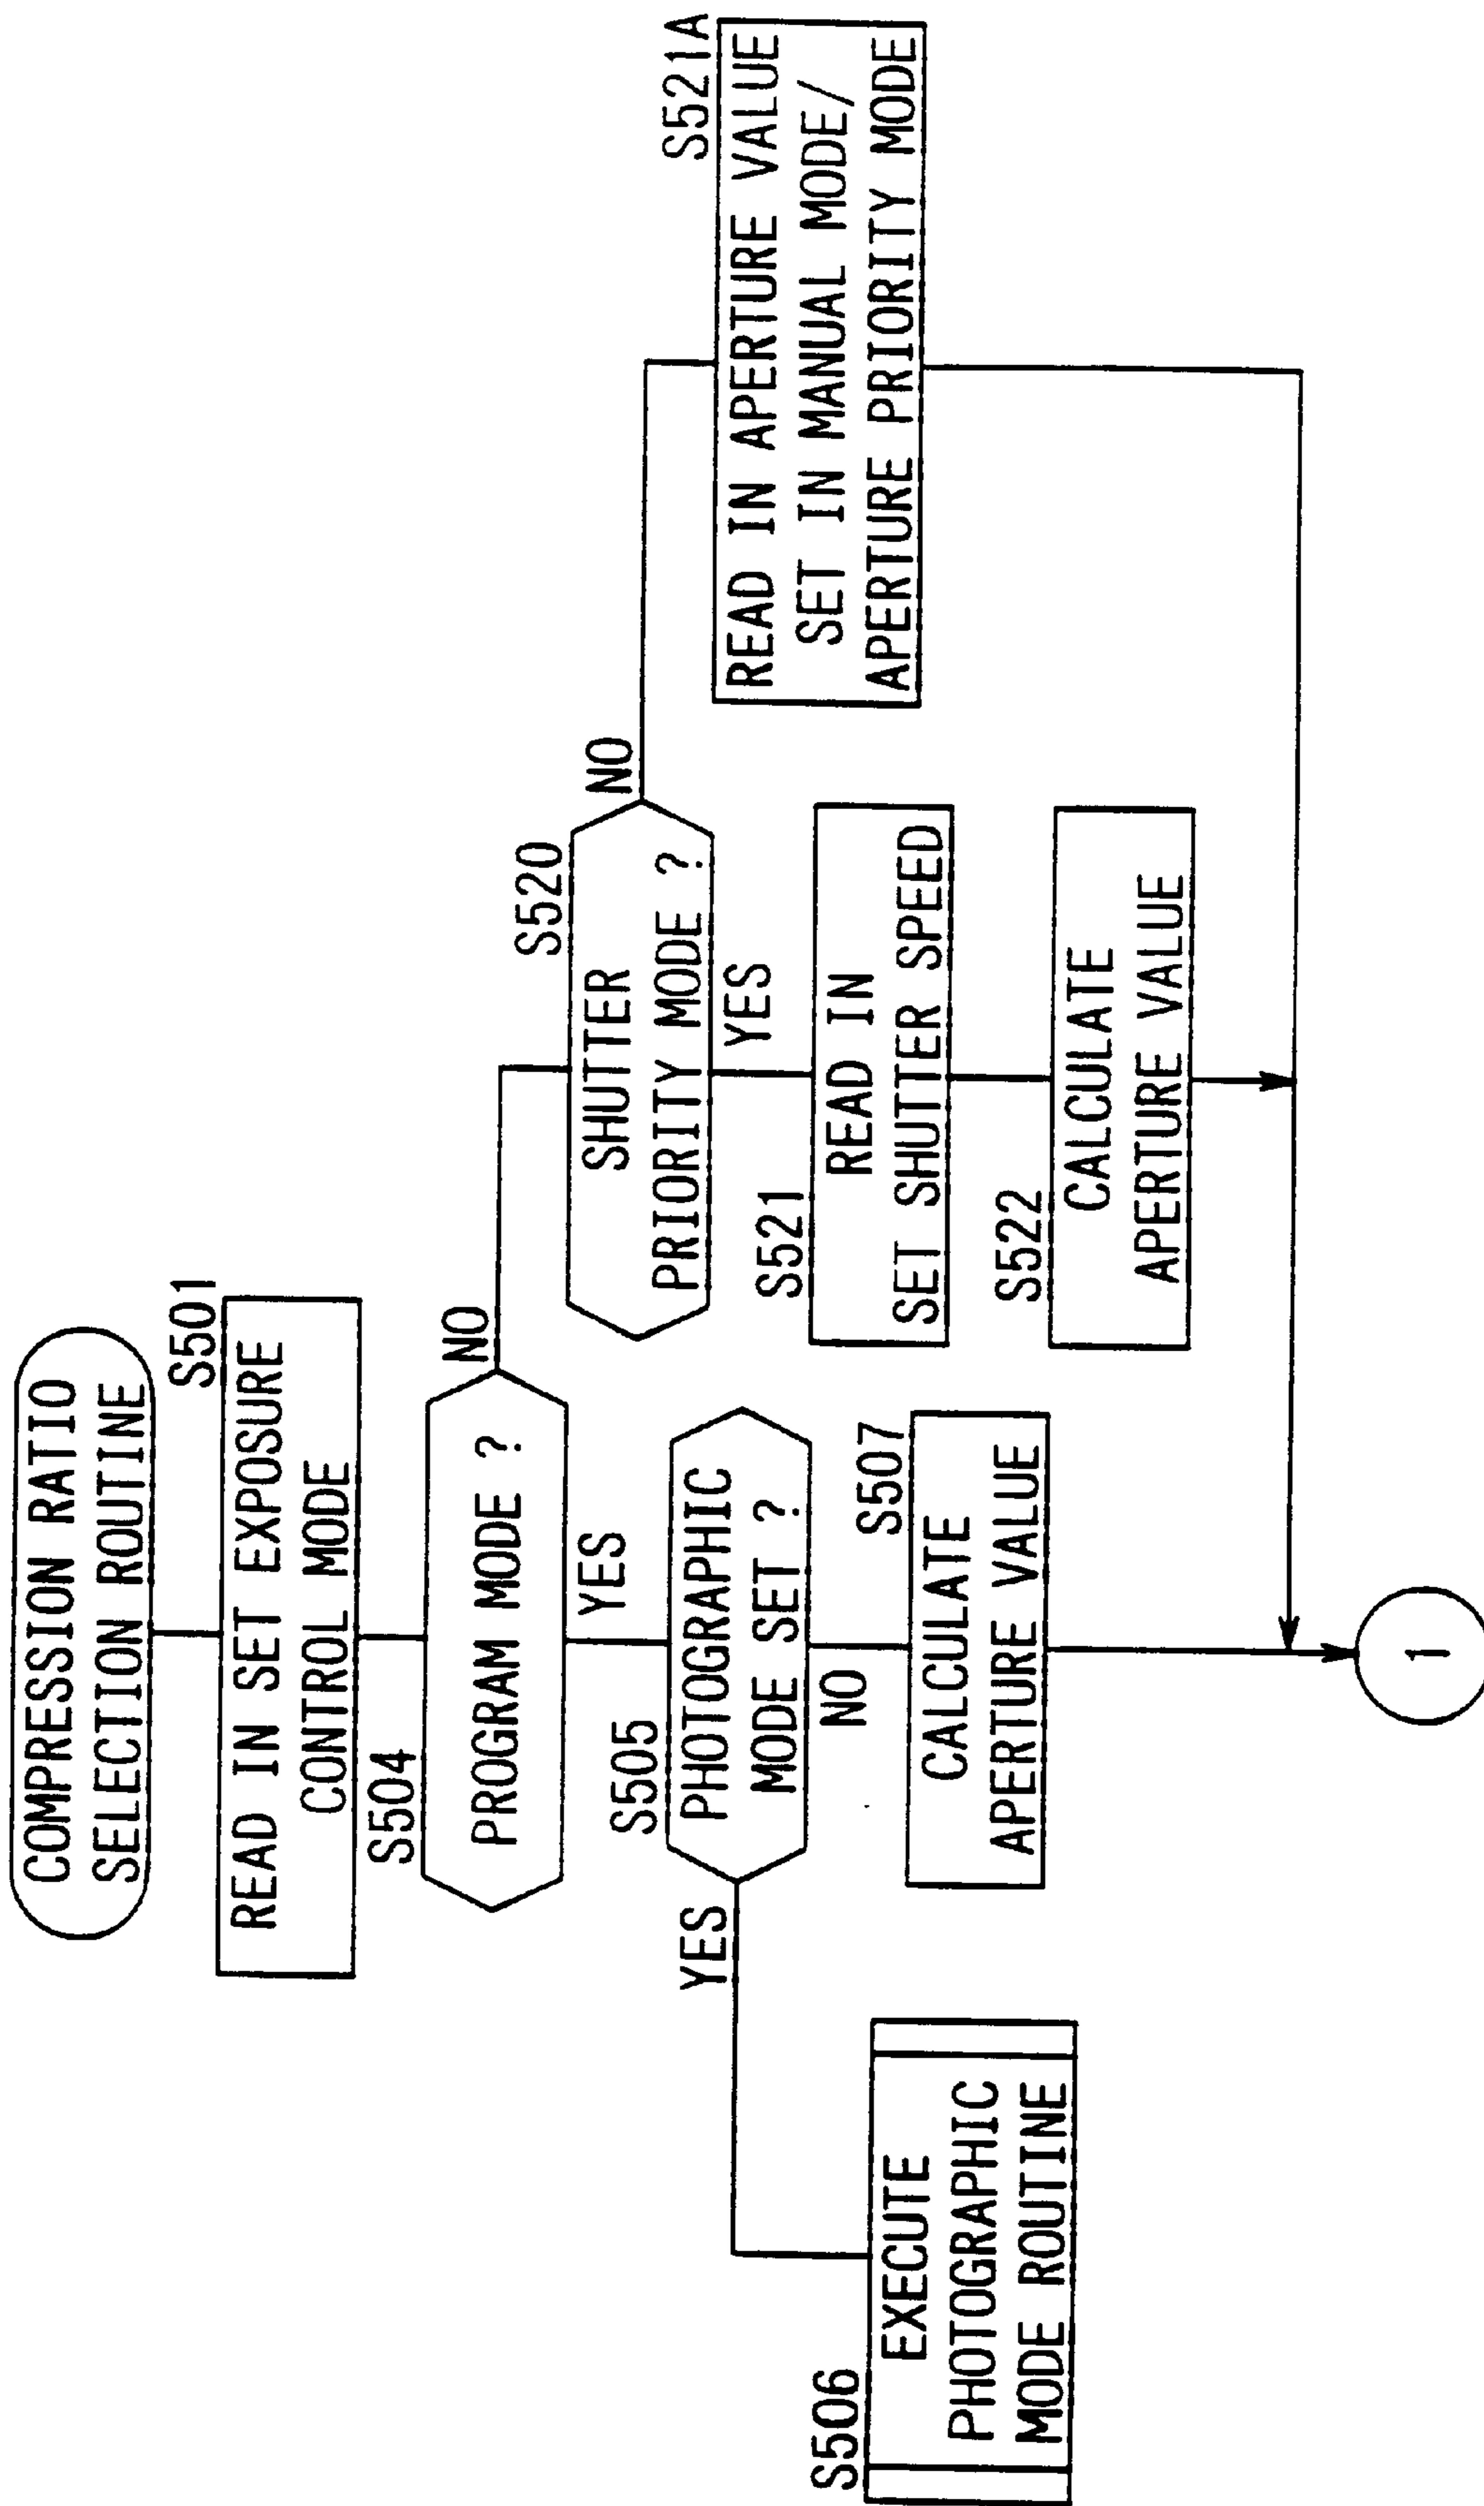 COMPRESSION RATIO
SELECTION ROUTINE
S501
READ IN SET EXPOSURE
CONTROL MODE
S504
PROGRAM MODE ?
NO
YES
S505
PHOTOGRAPHIC
MODE SET ?
YES
NO
S506
EXECUTE
PHOTOGRAPHIC
MODE ROUTINE
S507
CALCULATE
APERTURE VALUE
S520
SHUTTER
PRIORITY MODE ?
NO
YES
S521
READ IN
SET SHUTTER SPEED
S522
CALCULATE
APERTURE VALUE
S521A
READ IN APERTURE VALUE
SET IN MANUAL MODE/
APERTURE PRIORITY MODE
1